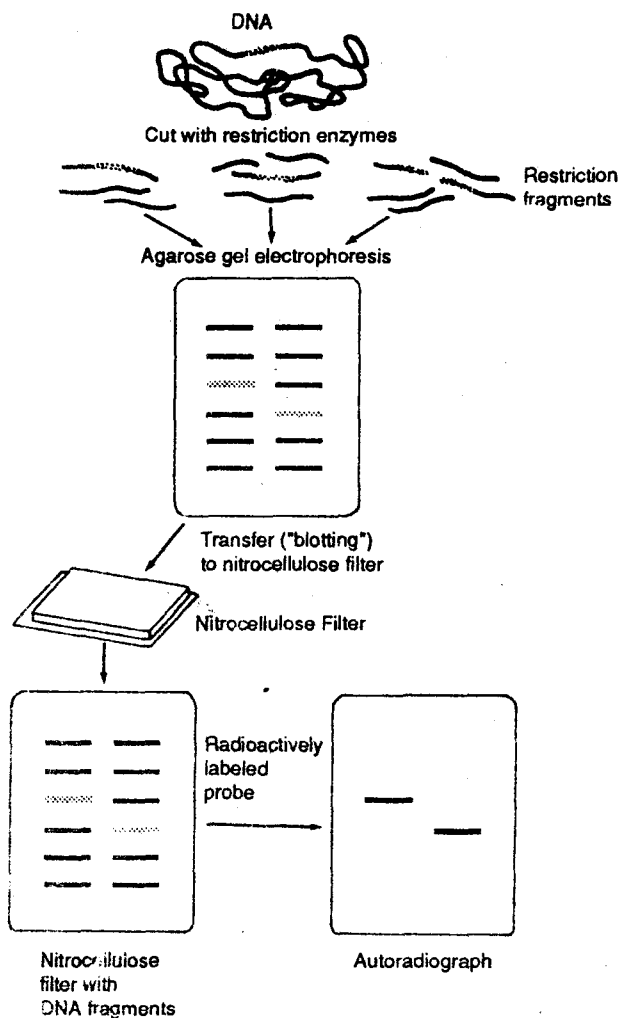 DNA
Cut with restriction enzymes
Restriction
fragments
Agarose gel electrophoresis
Transfer ("blotting")
to nitrocellulose filter
Nitrocellulose Filter
Radioactively
labeled
probe
Nitrocellulose
filter with
DNA fragments
Autoradiograph